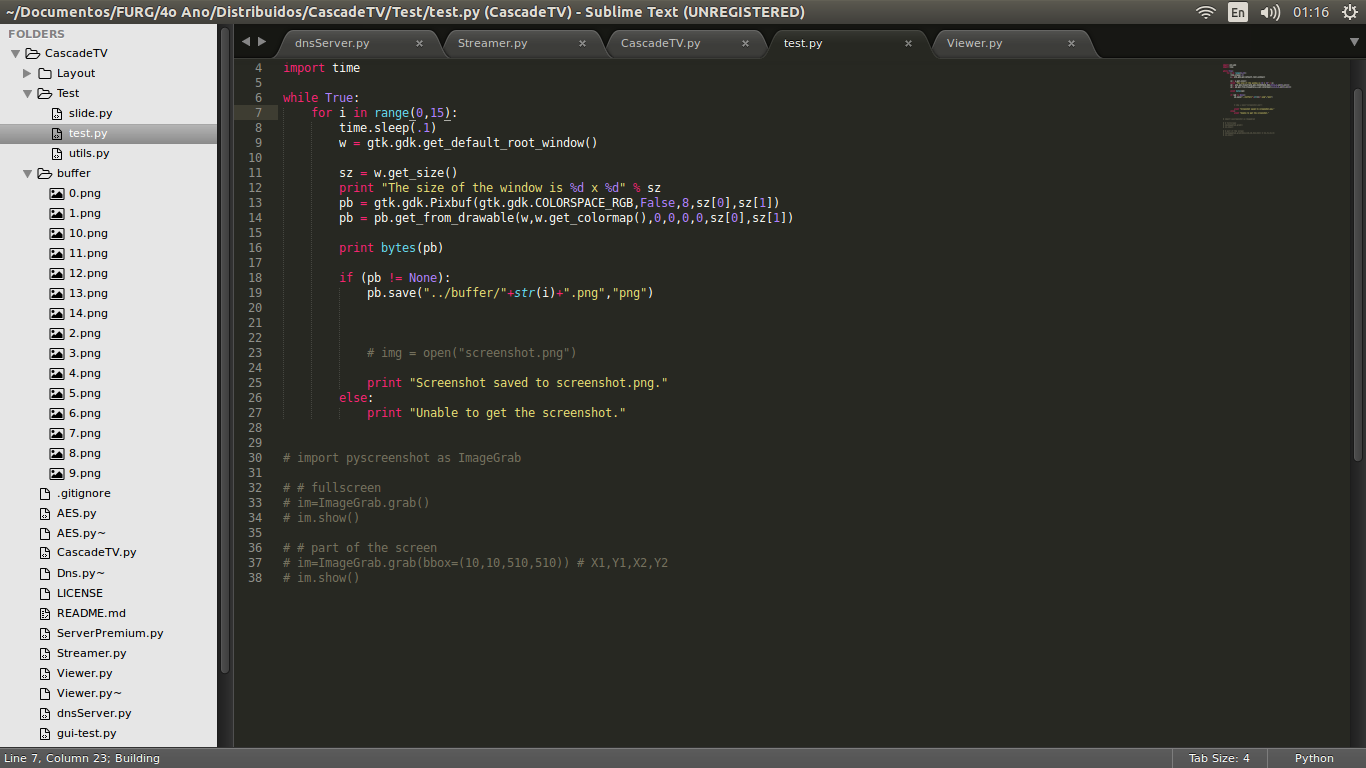 ~/Documentos/FURG/4o Ano/Distribuidos/CascadeTV/Test/test.py (CascadeTV) - Sublime Text (UNREGISTERED)
En
01:16
FOLDERS
CascadeTV
Layout
Test
slide.py
test.py
utils.py
buffer
0.png
1.png
10.png
11.png
12.png
13.png
14.png
2.png
3.png
4.png
5.png
6.png
7.png
8.png
9.png
.gitignore
AES.py
AES.py~
CascadeTV.py
Dns.py~
LICENSE
README.md
ServerPremium.py
Streamer.py
Viewer.py
Viewer.py~
dnsServer.py
gui-test.py
dnsServer.py × Streamer.py × CascadeTV.py × test.py × Viewer.py ×
4 import time
5
6 while True:
7     for i in range(0,15):
8         time.sleep(.1)
9         w = gtk.gdk.get_default_root_window()
10
11         sz = w.get_size()
12         print "The size of the window is %d x %d" % sz
13         pb = gtk.gdk.Pixbuf(gtk.gdk.COLORSPACE_RGB,False,8,sz[0],sz[1])
14         pb = pb.get_from_drawable(w,w.get_colormap(),0,0,0,0,sz[0],sz[1])
15
16         print bytes(pb)
17
18         if (pb != None):
19             pb.save("../buffer/"+str(i)+".png","png")
20
21
22
23             # img = open("screenshot.png")
24
25             print "Screenshot saved to screenshot.png."
26         else:
27             print "Unable to get the screenshot."
28
29
30 # import pyscreenshot as ImageGrab
31
32 # # fullscreen
33 # im=ImageGrab.grab()
34 # im.show()
35
36 # # part of the screen
37 # im=ImageGrab.grab(bbox=(10,10,510,510)) # X1,Y1,X2,Y2
38 # im.show()
Line 7, Column 23; Building
Tab Size: 4
Python